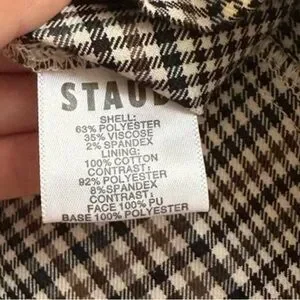 STAUD
SHELL:
63% POLYESTER
35% VISCOSE
2% SPANDEX
LINING:
100% COTTON
CONTRAST:
92% POLYESTER
8%SPANDEX
CONTRAST:
FACE 100% PU
BASE 100% POLYESTER